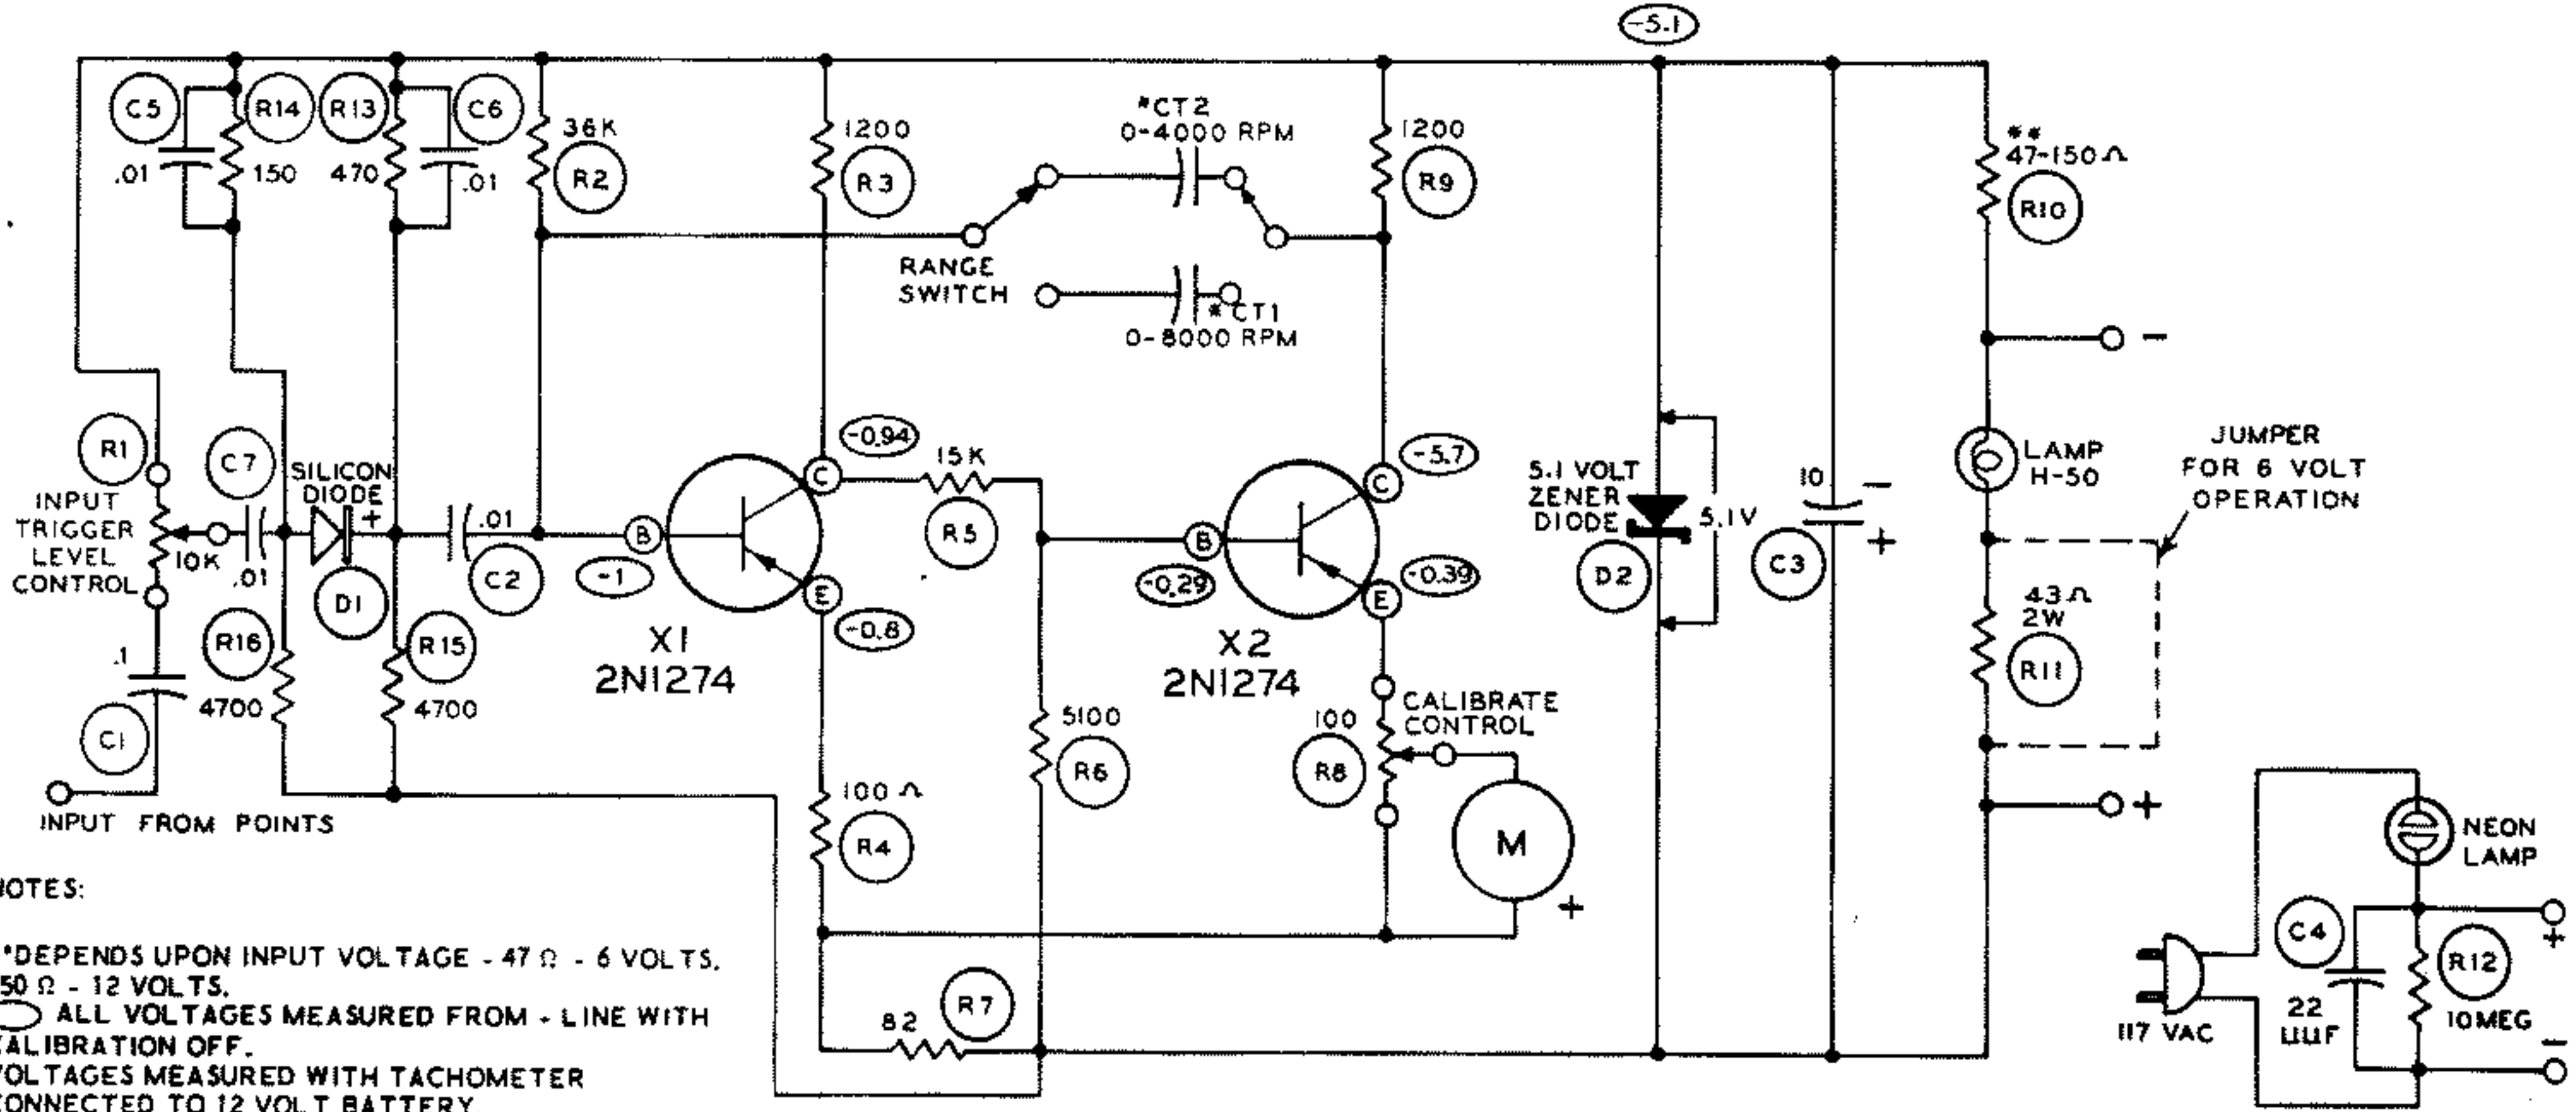 -5.1
C5
R14
R13
C6
.01
150
470
.01
36K
R2
1200
R3
*CT2
0-4000 RPM
1200
R9
**
47-150Ω
R10
RANGE
SWITCH
*CT1
0-8000 RPM
-
R1
C7
SILICON
DIODE
+
INPUT
TRIGGER
LEVEL
CONTROL
10K
.01
D1
.01
C2
B
-1
-0.94
C
E
-0.8
X1
2N1274
15K
R5
B
-0.29
-5.7
C
E
-0.39
X2
2N1274
5.1 VOLT
ZENER
DIODE
5.1V
D2
10
-
+
C3
LAMP
H-50
JUMPER
FOR 6 VOLT
OPERATION
43Ω
2W
R11
.1
C1
R16
4700
R15
4700
INPUT FROM POINTS
100Ω
R4
5100
R6
100
R8
CALIBRATE
CONTROL
M
+
+
82
R7
NEON
LAMP
C4
22
UUF
R12
10MEG
+
-
117 VAC
NOTES:
*DEPENDS UPON INPUT VOLTAGE - 47 Ω - 6 VOLTS.
50 Ω - 12 VOLTS.
ALL VOLTAGES MEASURED FROM + LINE WITH
CALIBRATION OFF.
VOLTAGES MEASURED WITH TACHOMETER
CONNECTED TO 12 VOLT BATTERY